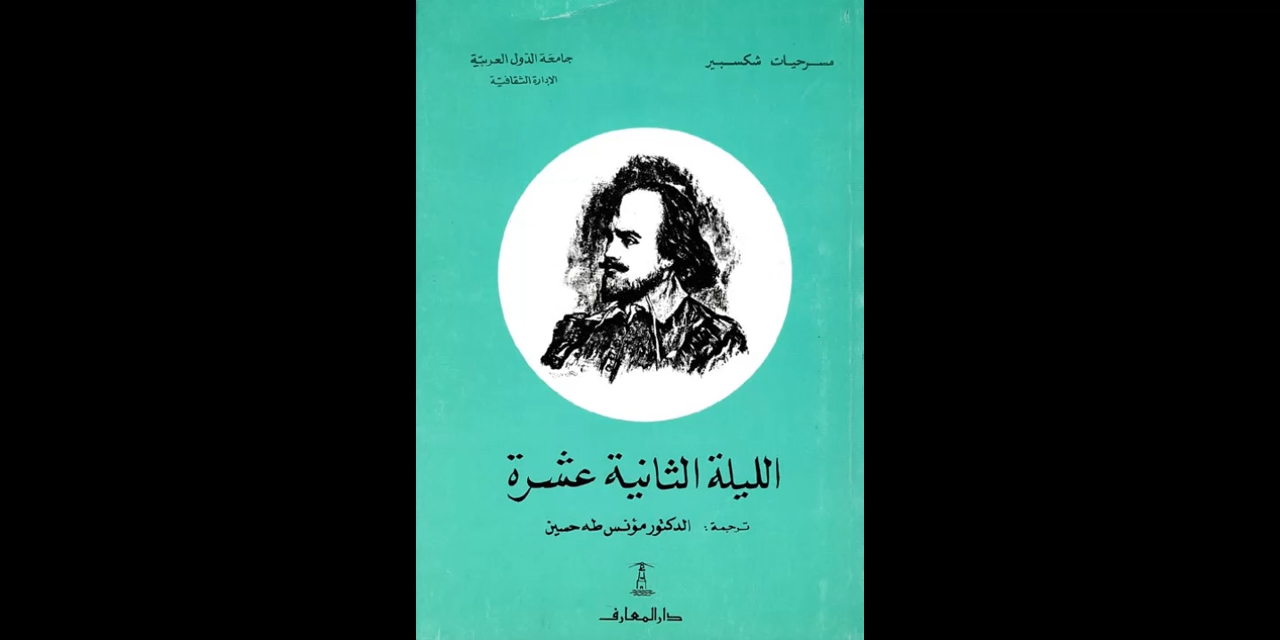 مسرحيات شكسبير
جامعة الدول العربية
الإدارة الثقافية
الليلة الثانية عشرة
ترجمة : الدكتور مؤنس طه حسين
دار المعارف